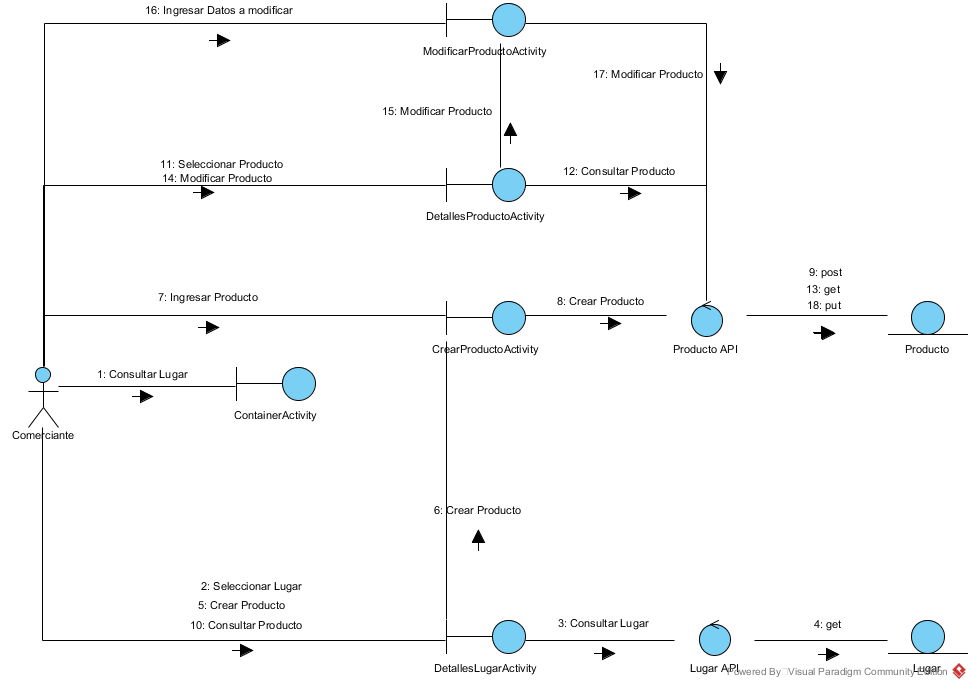 16: Ingresar Datos a modificar
ModificarProductoActivity
17: Modificar Producto
15: Modificar Producto
11: Seleccionar Producto
14: Modificar Producto
12: Consultar Producto
DetallesProductoActivity
9: post
13: get
18: put
7: Ingresar Producto
8: Crear Producto
CrearProductoActivity
Producto API
Producto
1: Consultar Lugar
ContainerActivity
Comerciante
6: Crear Producto
2: Seleccionar Lugar
5: Crear Producto
10: Consultar Producto
3: Consultar Lugar
4: get
DetallesLugarActivity
Lugar API
Lugar
Powered By Visual Paradigm Community Edition